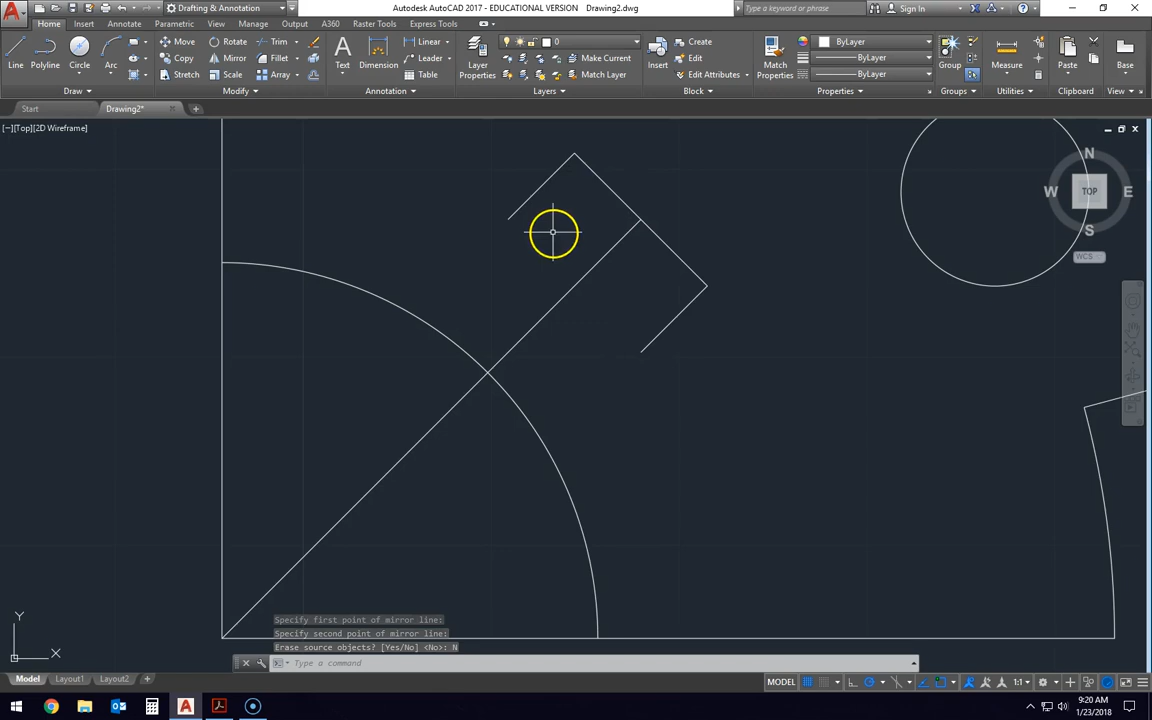 Drafting & Annotation
Autodesk AutoCAD 2017 - EDUCATIONAL VERSION Drawing2.dwg
Type a keyword or phrase
Sign In
Home Insert Annotate Parametric View Manage Output A360 Raster Tools Express Tools
Line Polyline Circle Arc
Move Rotate Trim
Copy Mirror Fillet
Stretch Scale Array
Text Dimension
Linear
Leader
Table
Layer Properties
0
Make Current
Match Layer
Insert
Create
Edit
Edit Attributes
Match Properties
ByLayer
ByLayer
ByLayer
Group Measure Paste Base
Draw Modify Annotation Layers Block Properties Groups Utilities Clipboard View
Start Drawing2*
[−][Top][2D Wireframe]
N
W TOP E
S
WCS
Y
X
Specify first point of mirror line:
Specify second point of mirror line:
Erase source objects? [Yes/No] <No>: N
Type a command
Model Layout1 Layout2
MODEL
1:1
9:20 AM
1/23/2018